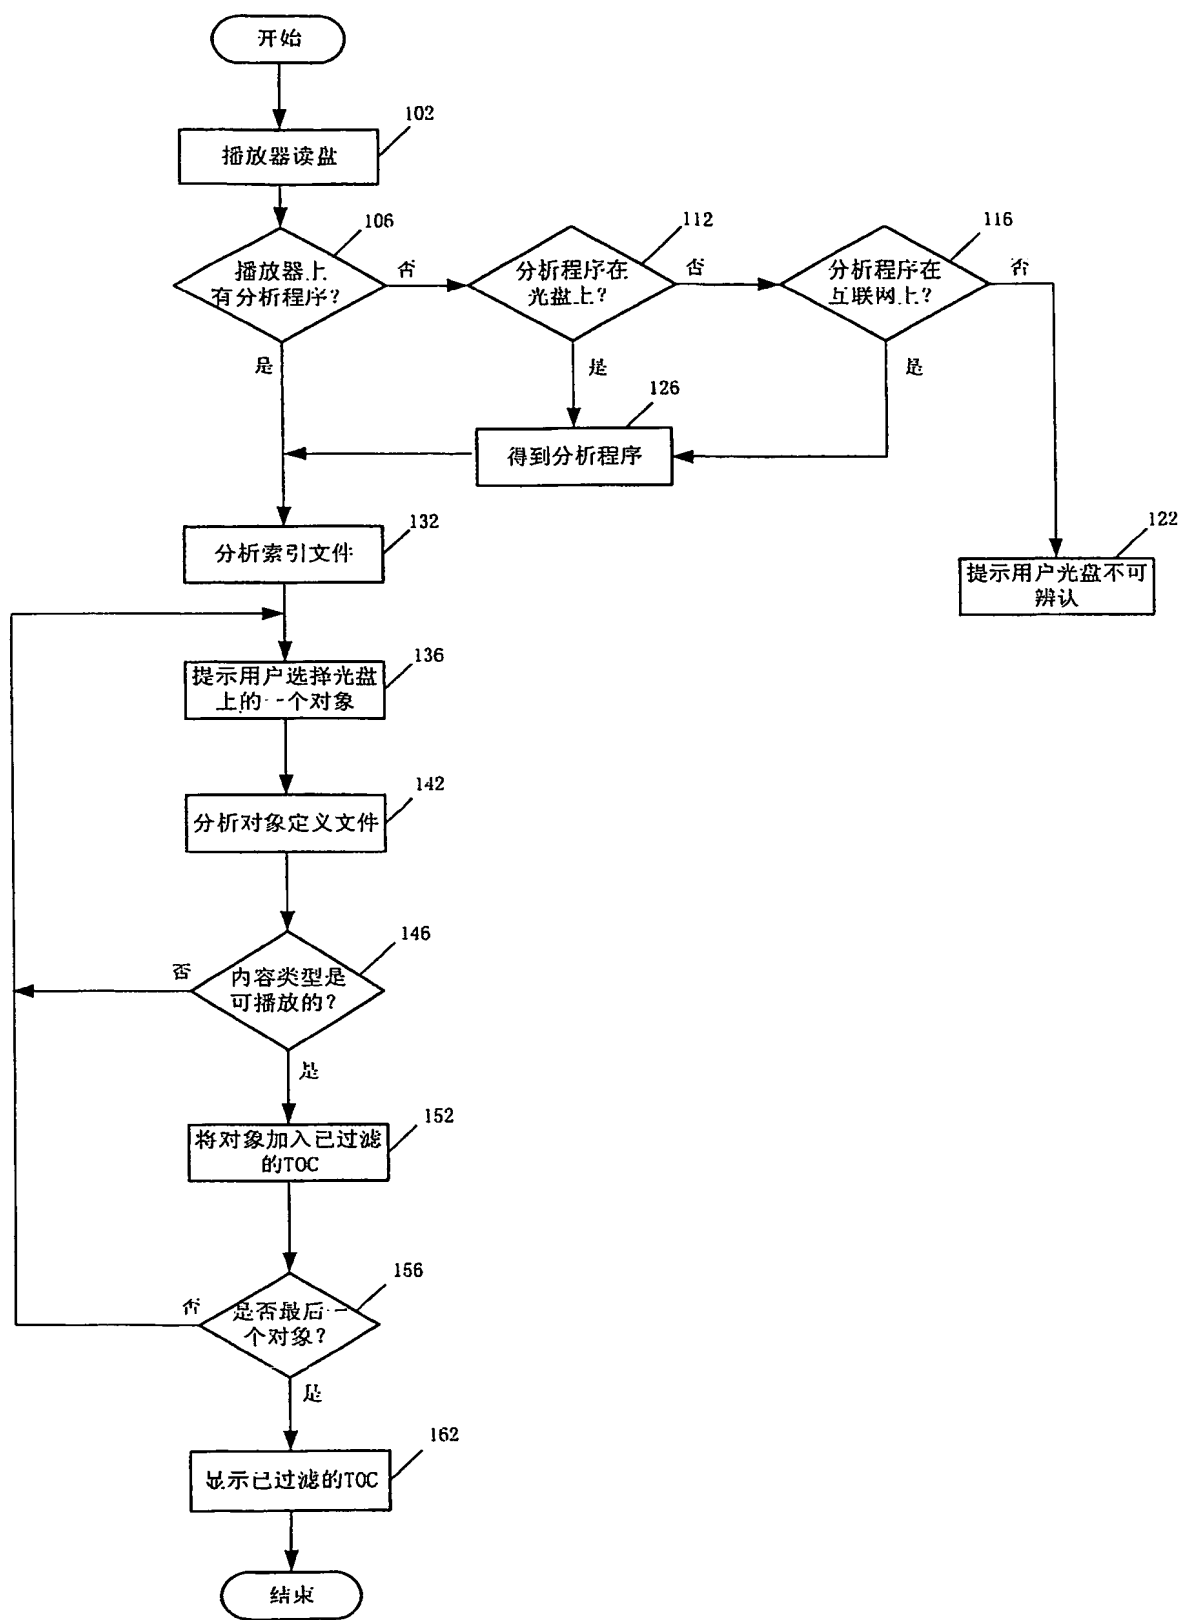 开始
102
播放器读盘
106
播放器上
有分析程序?
否
112
分析程序在
光盘上?
否
116
分析程序在
互联网上?
否
是
是
是
126
得到分析程序
132
分析索引文件
122
提示用户光盘不可
辨认
136
提示用户选择光盘
上的一个对象
142
分析对象定义文件
146
否
内容类型是
可播放的?
是
152
将对象加入已过滤
的TOC
156
否
是否最后一
个对象?
是
162
显示已过滤的TOC
结束